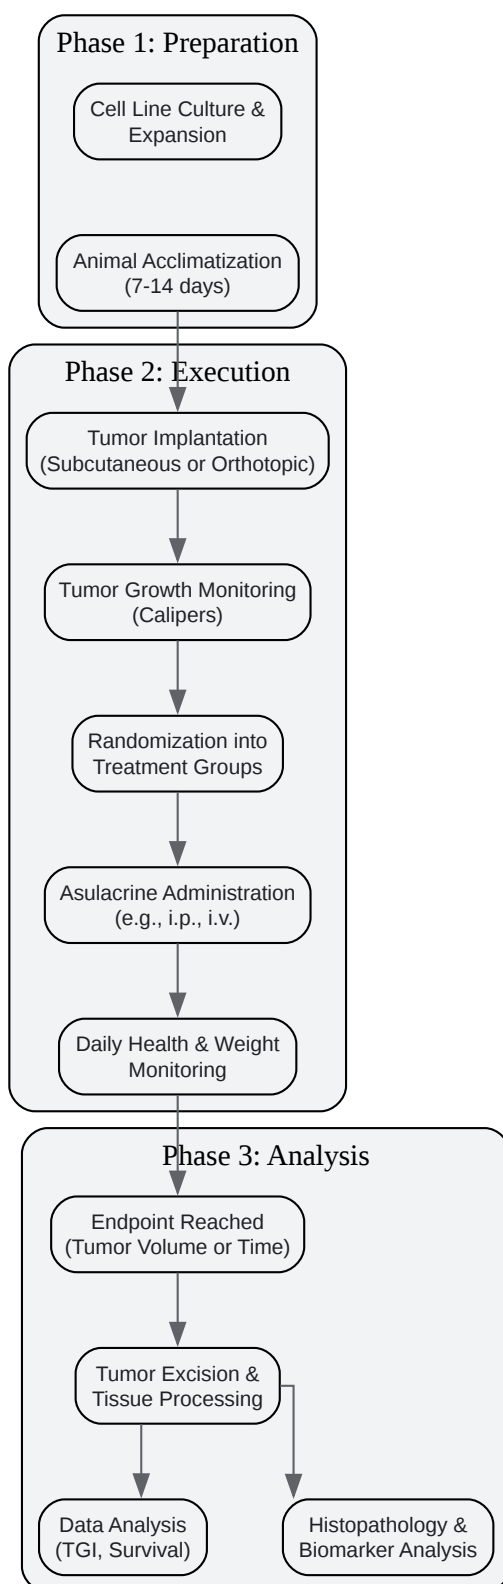 Phase 1: Preparation
Cell Line Culture &
Expansion
Animal Acclimatization
(7-14 days)
Phase 2: Execution
Tumor Implantation
(Subcutaneous or Orthotopic)
Tumor Growth Monitoring
(Calipers)
Randomization into
Treatment Groups
Asulacrine Administration
(e.g., i.p., i.v.)
Daily Health & Weight
Monitoring
Phase 3: Analysis
Endpoint Reached
(Tumor Volume or Time)
Tumor Excision &
Tissue Processing
Data Analysis
(TGI, Survival)
Histopathology &
Biomarker Analysis